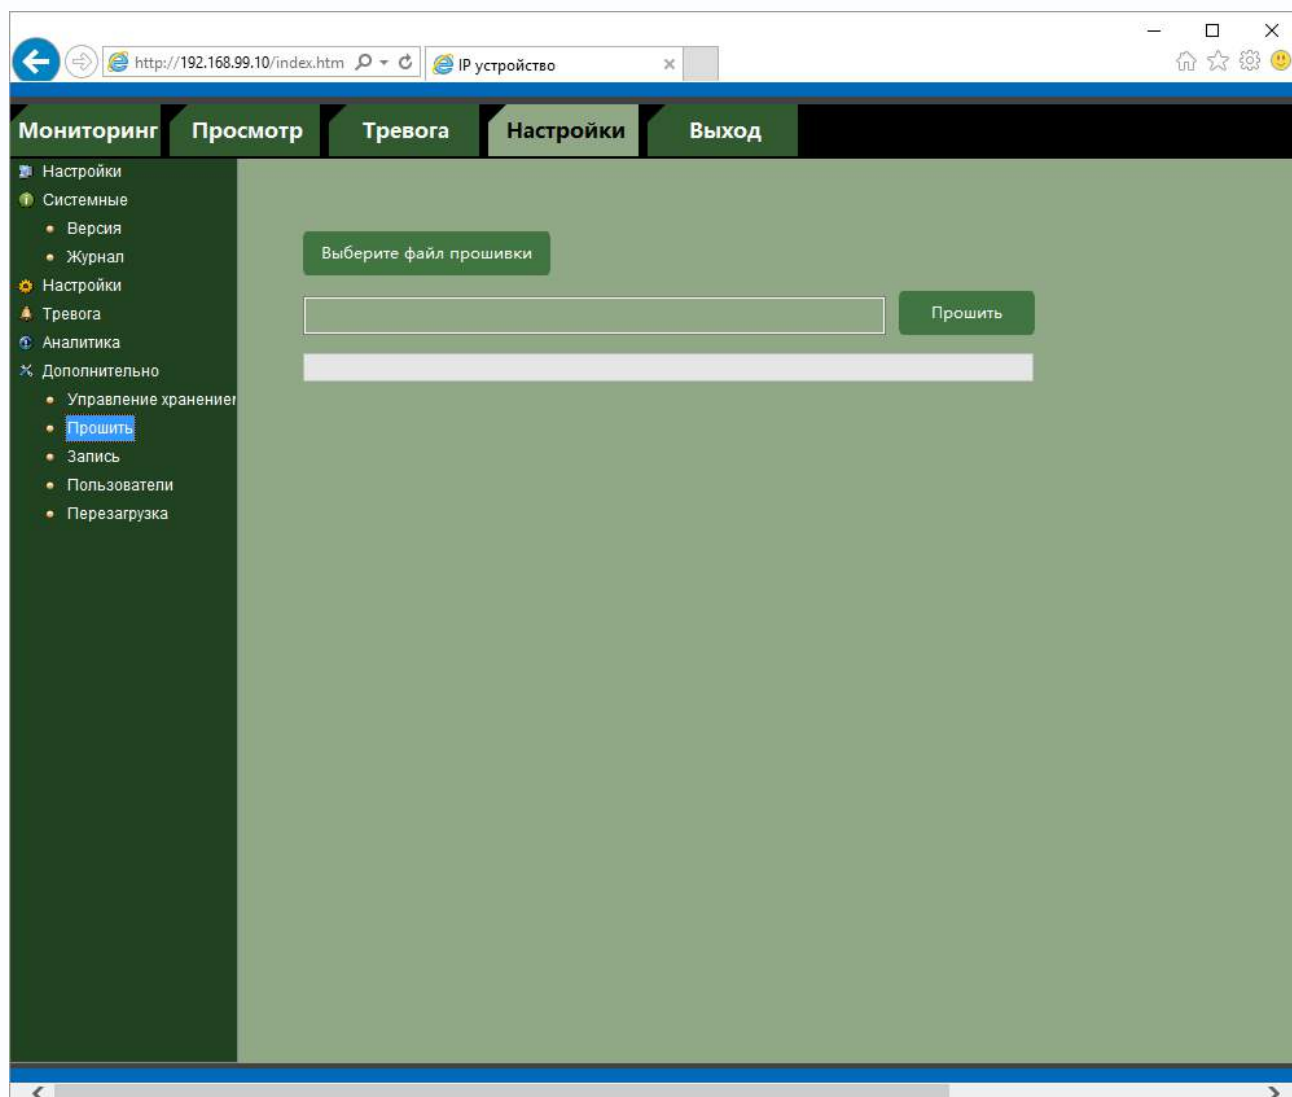 http://192.168.99.10/index.htm
IP устройство
Мониторинг
Просмотр
Тревога
Настройки
Выход
Настройки
Системные
Версия
Журнал
Настройки
Тревога
Аналитика
Дополнительно
Управление хранением
Прошить
Запись
Пользователи
Перезагрузка
Выберите файл прошивки
Прошить